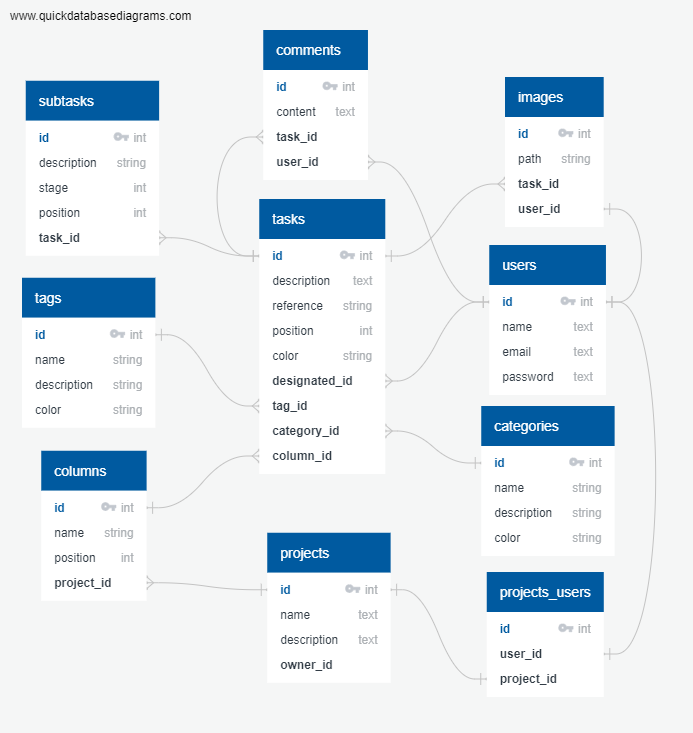 www.quickdatabasediagrams.com
comments
id int
content text
task_id
user_id
subtasks
id int
description string
stage int
position int
task_id
images
id int
path string
task_id
user_id
tasks
id int
description text
reference string
position int
color string
designated_id
tag_id
category_id
column_id
users
id int
name text
email text
password text
tags
id int
name string
description string
color string
categories
id int
name string
description string
color string
columns
id int
name string
position int
project_id
projects
id int
name text
description text
owner_id
projects_users
id int
user_id
project_id